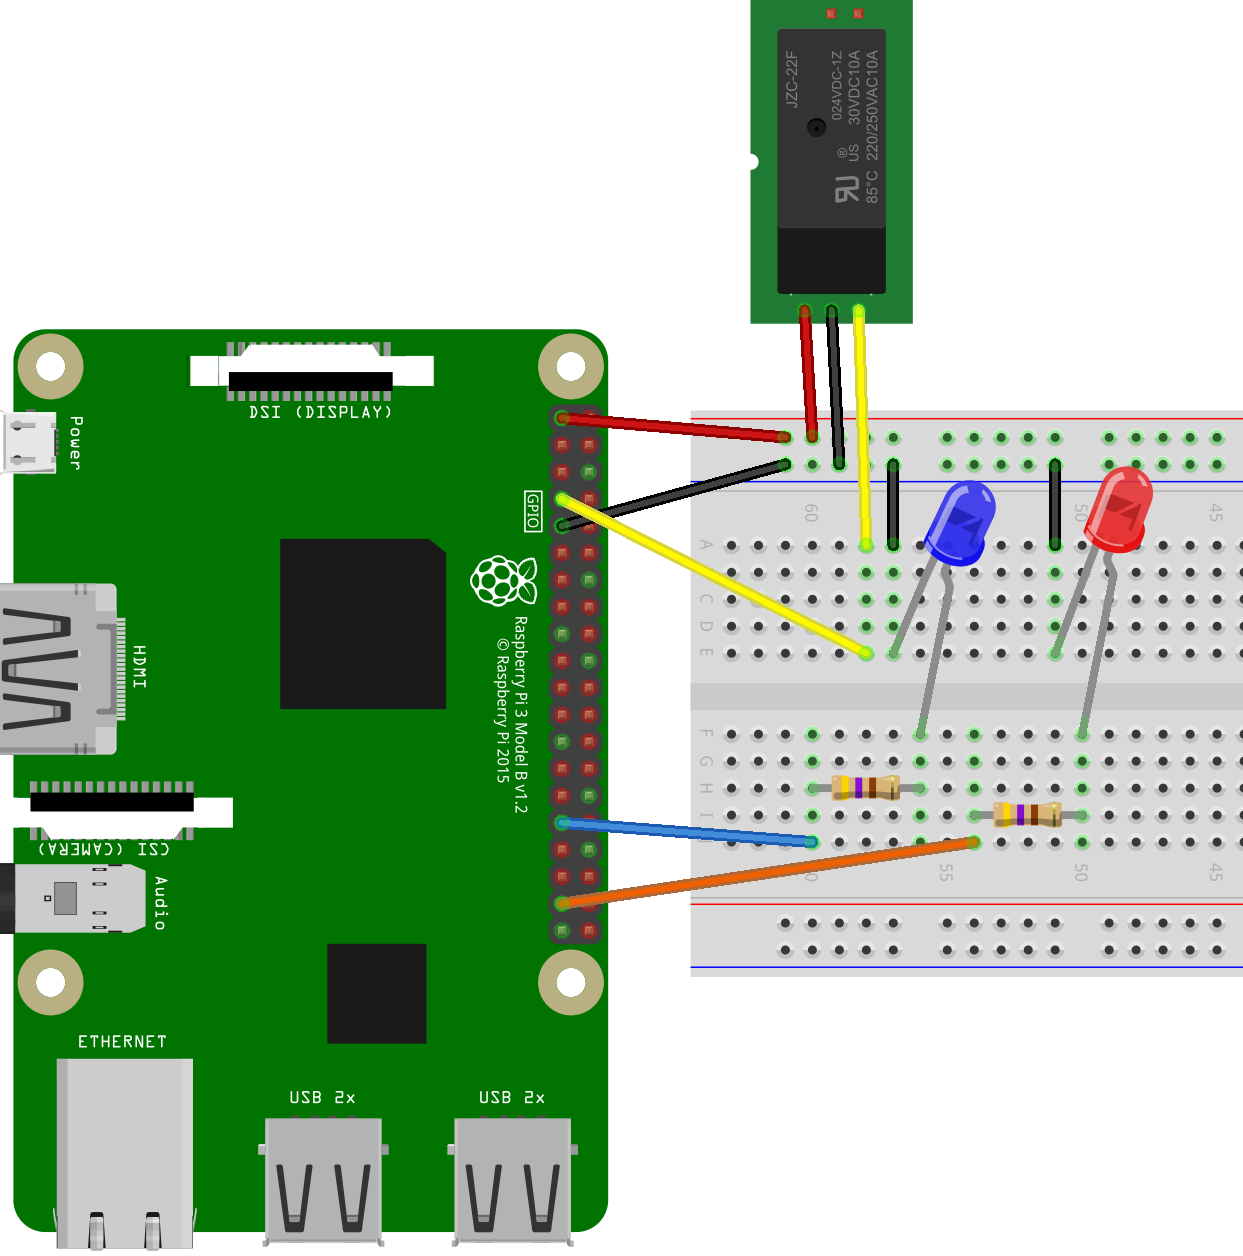 JZC-22F
024VDC-1Z
30VDC10A
220/250VAC10A
®
US
85°C
DSI (DISPLAY)
Power
GPIO
HDMI
Raspberry Pi 3 Model B v1.2
© Raspberry Pi 2015
CSI (CAMERA)
Audio
ETHERNET
USB 2x
USB 2x
60
50
45
A
C
D
E
F
G
H
I
J
60
55
50
45